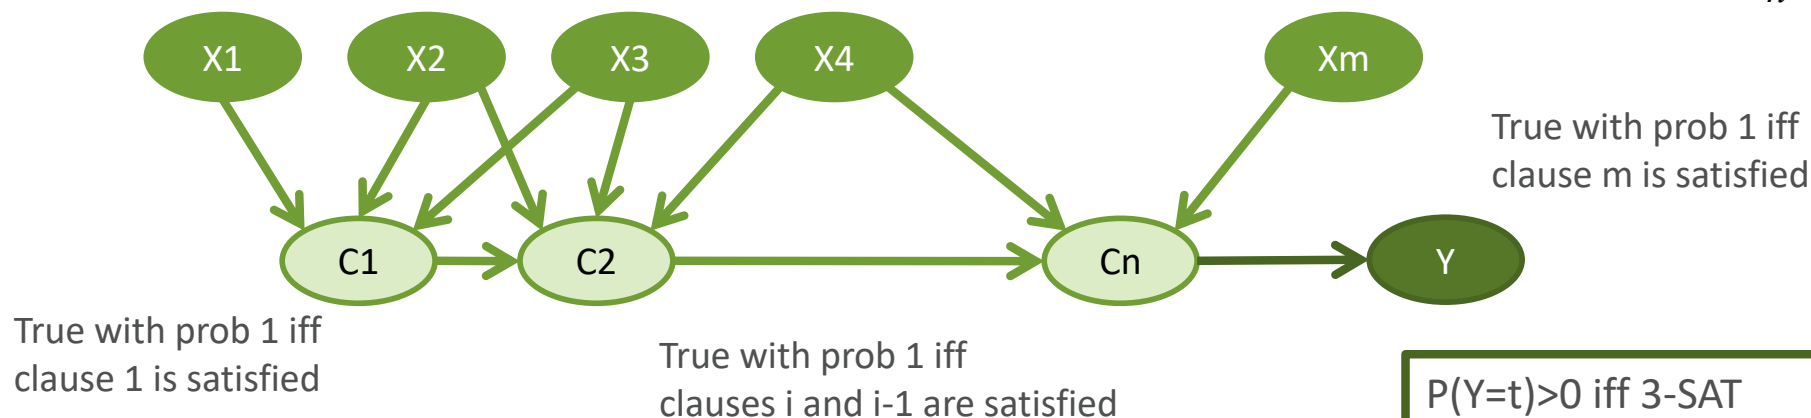 X1
X2
X3
X4
Xm
True with prob 1 iff
clause m is satisfied
C1
C2
Cn
Y
True with prob 1 iff
clause 1 is satisfied
True with prob 1 iff
clauses i and i-1 are satisfied
P(Y=t)>0 iff 3-SAT